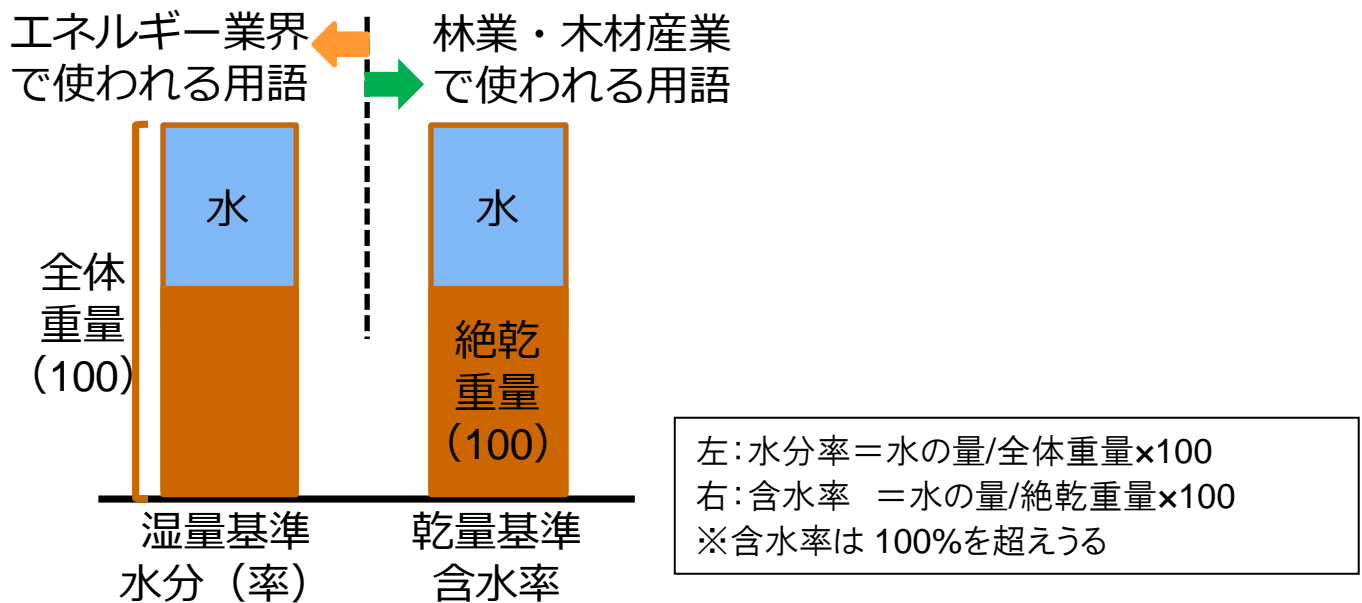 エネルギー業界
で使われる用語
林業・木材産業
で使われる用語
水
水
全体
重量
（100）
絶乾
重量
（100）
湿量基準
水分（率）
乾量基準
含水率
左：水分率＝水の量/全体重量×100
右：含水率　＝水の量/絶乾重量×100
※含水率は 100%を超えうる